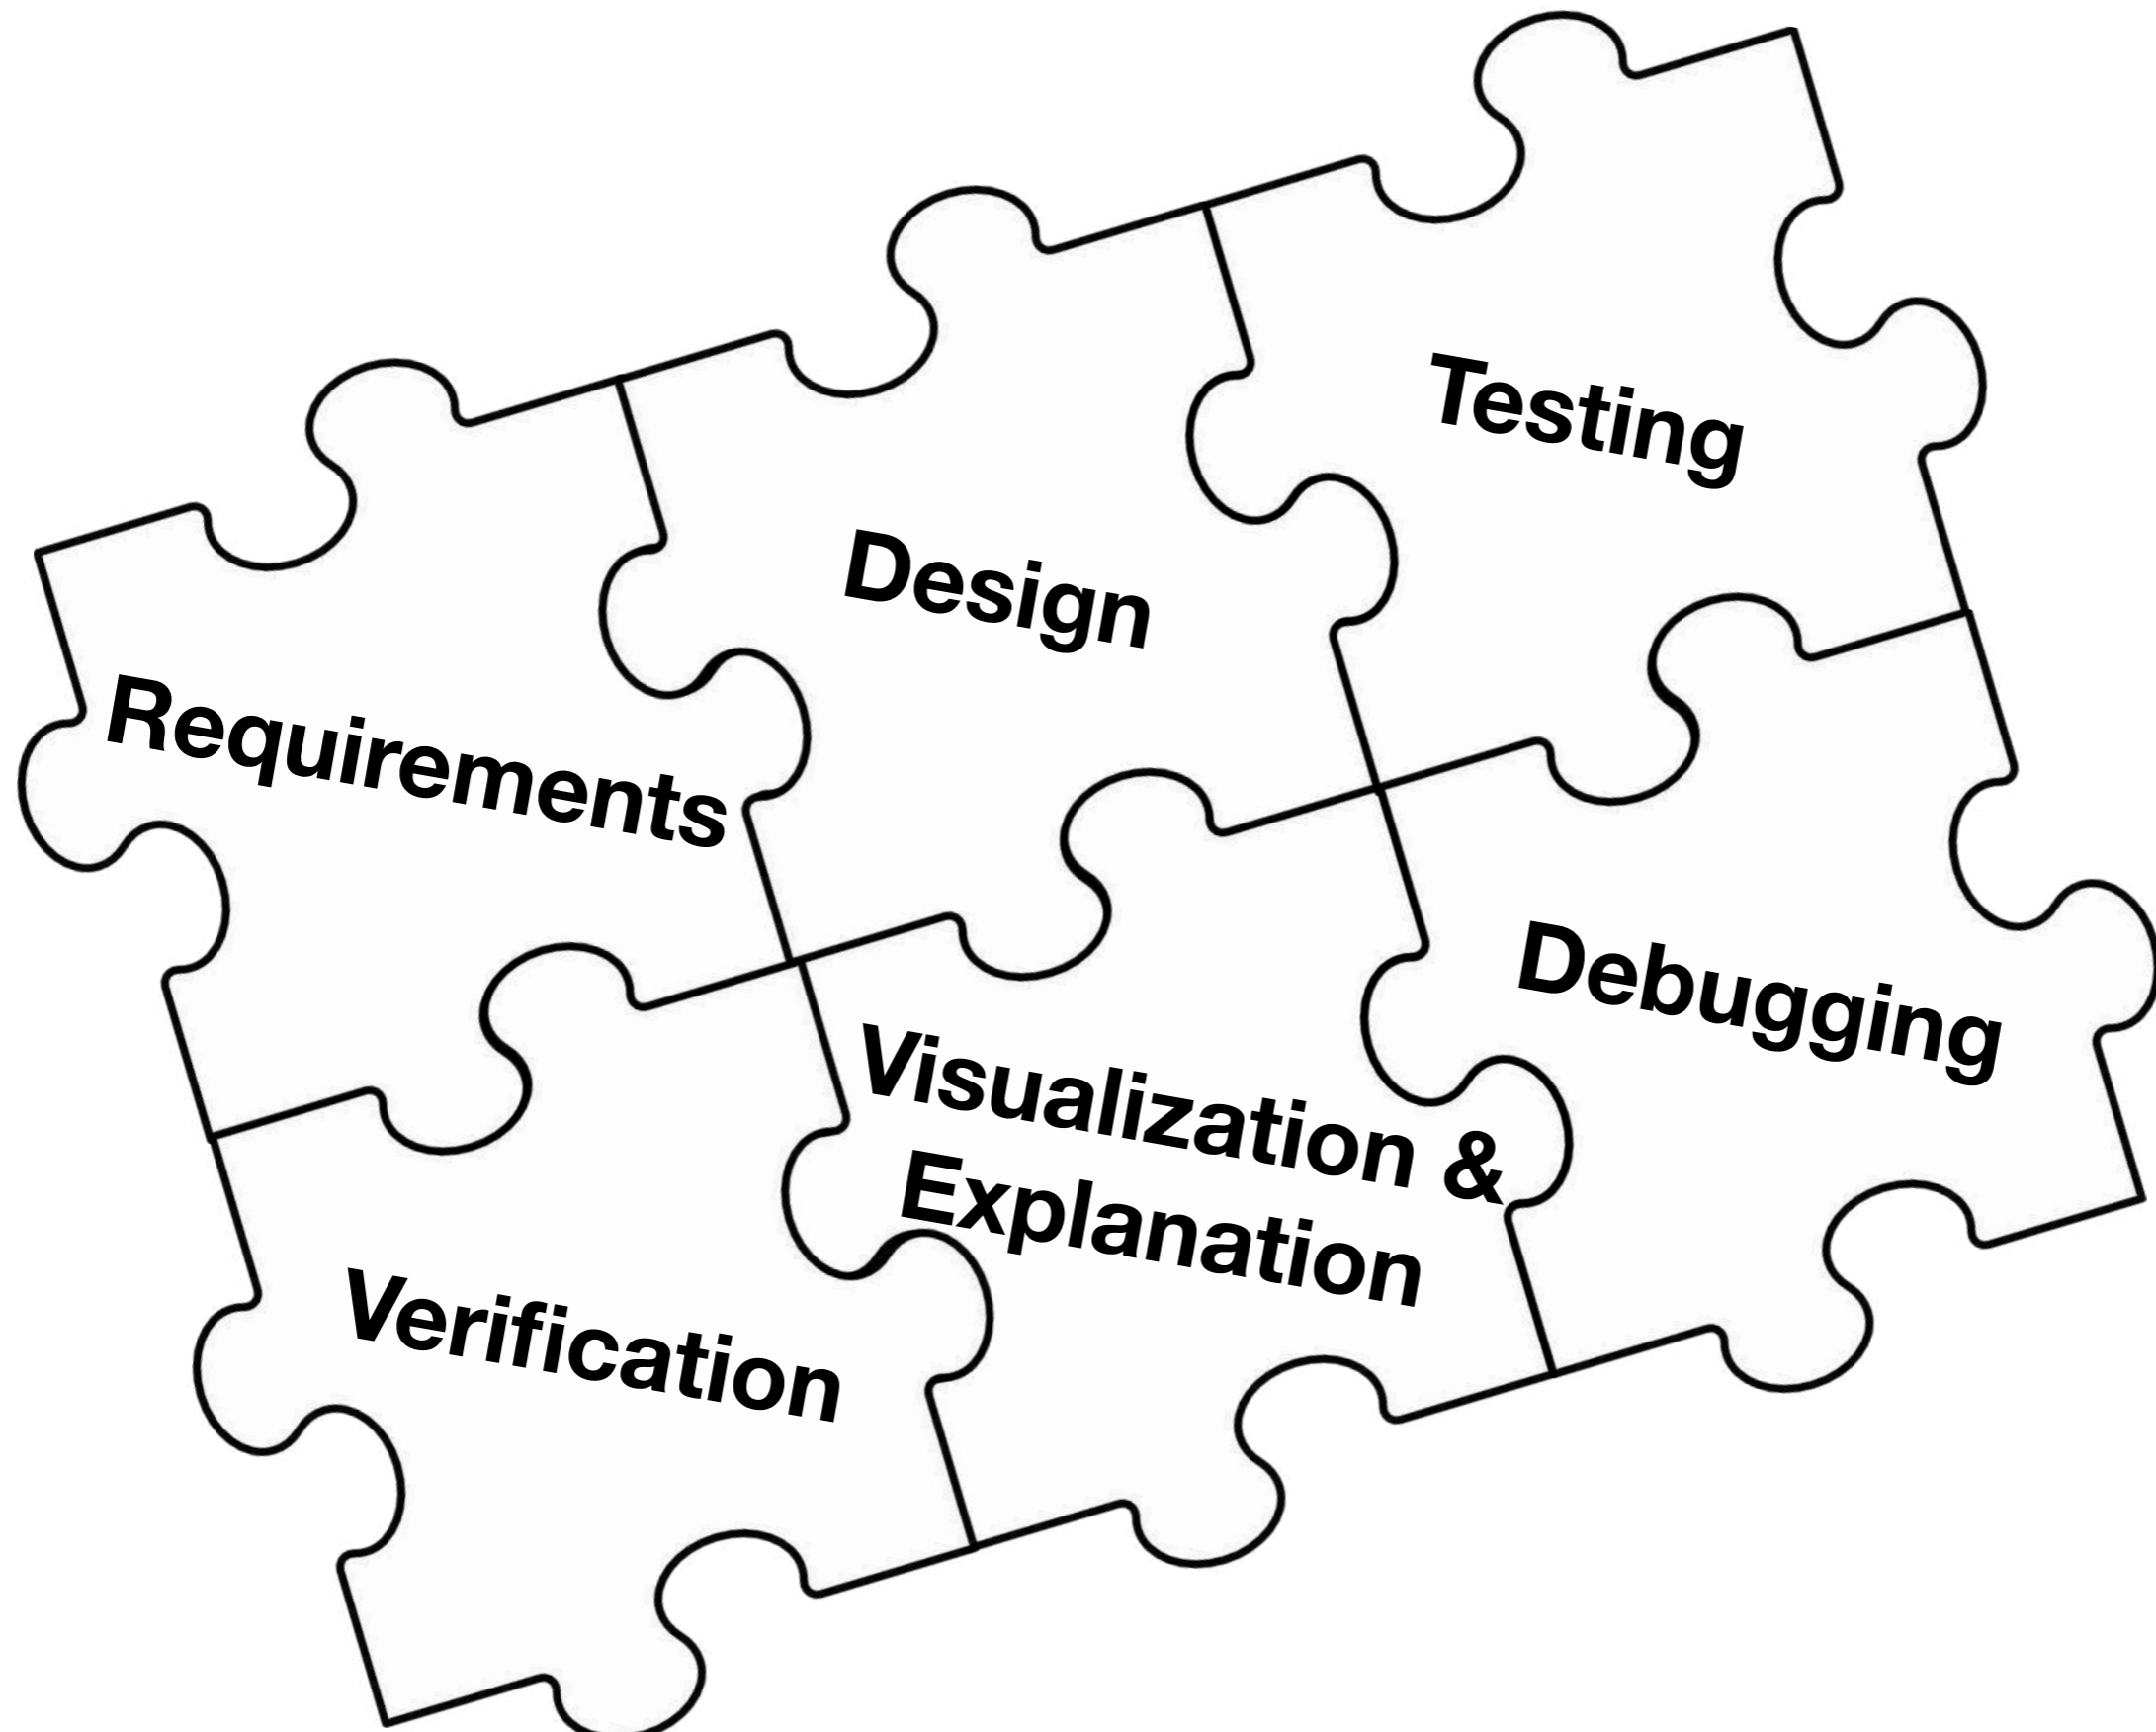 Requirements
Design
Testing
Verification
Visualization &
Explanation
Debugging